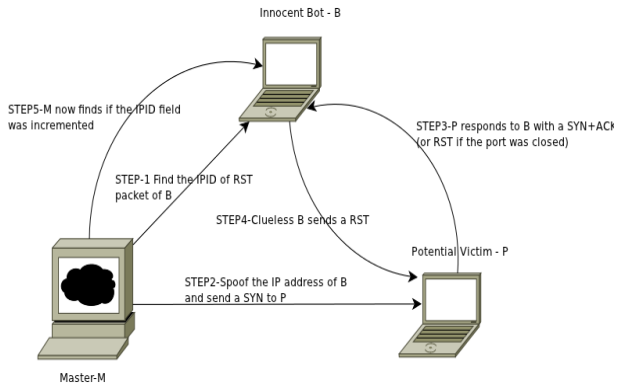 Innocent Bot - B
STEP5-M now finds if the IPID field
was incremented
STEP3-P responds to B with a SYN+ACK
(or RST if the port was closed)
STEP-1 Find the IPID of RST
packet of B
STEP4-Clueless B sends a RST
Potential Victim - P
STEP2-Spoof the IP address of B
and send a SYN to P
Master-M